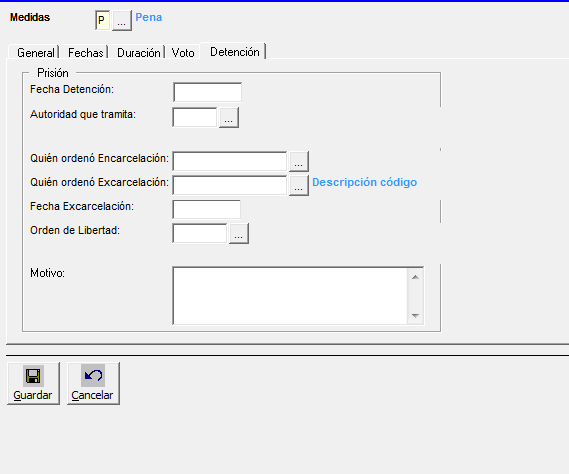 Medidas P ... Pena
General Fechas Duración Voto Detención
Prisión
Fecha Detención:
Autoridad que tramita: ...
Quién ordenó Encarcelación: ...
Quién ordenó Excarcelación: ... Descripción código
Fecha Excarcelación:
Orden de Libertad: ...
Motivo:
Guardar Cancelar